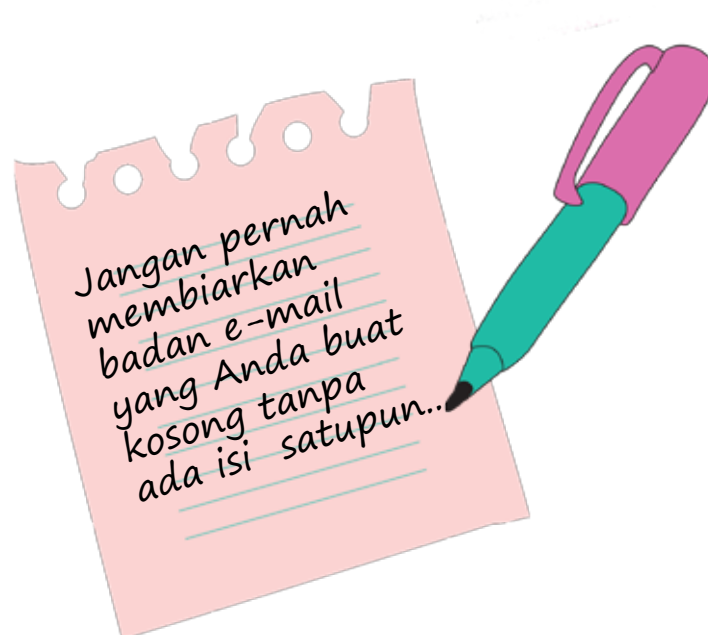 Jangan pernah
membiarkan
badan e-mail
yang Anda buat
kosong tanpa
ada isi satupun..